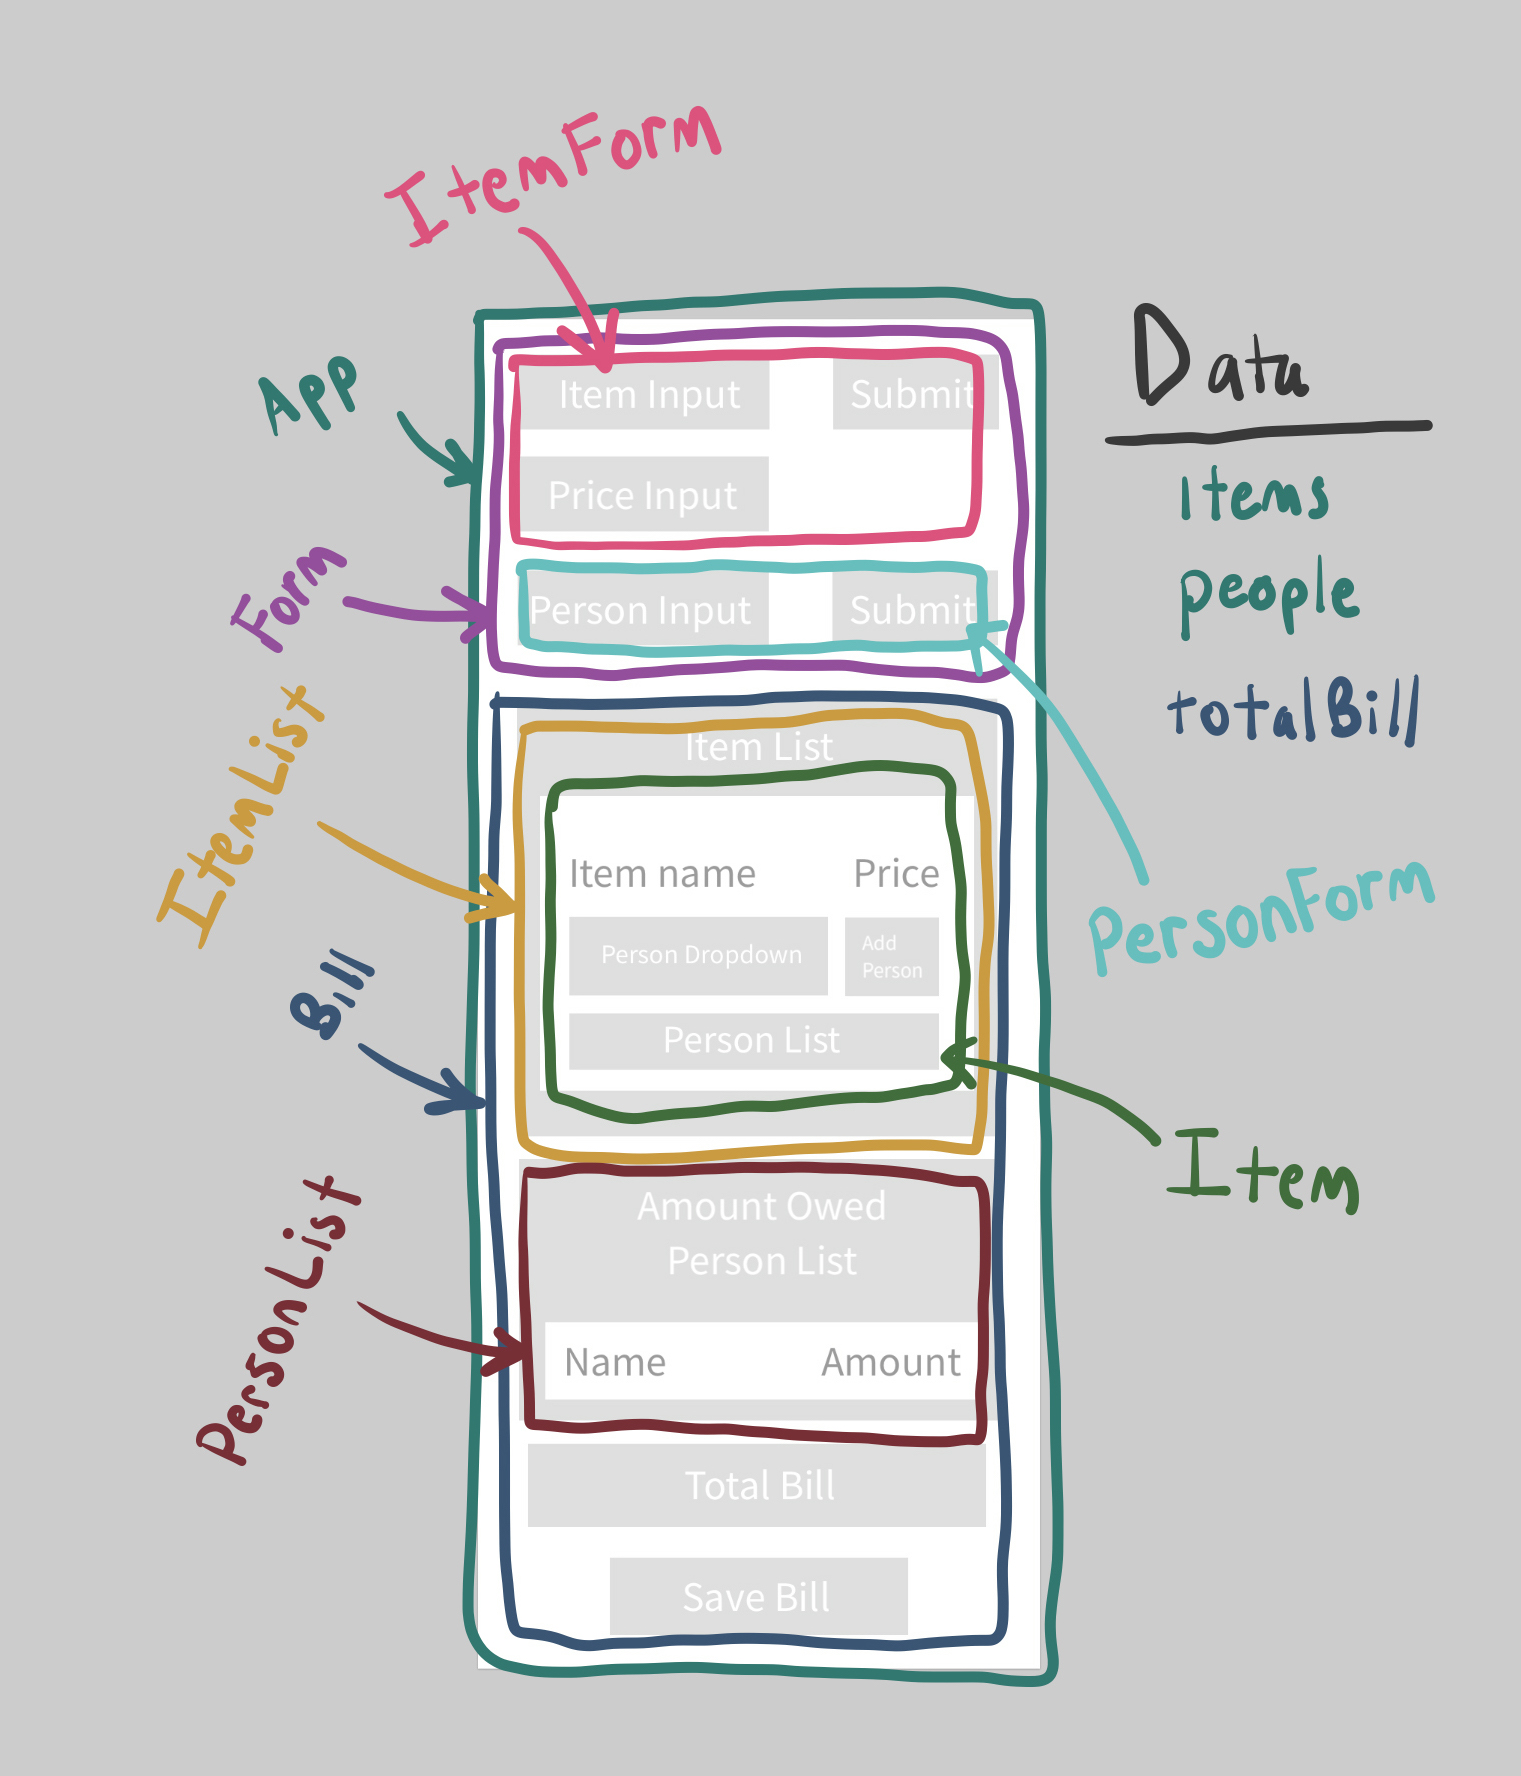 ItemForm
App
Form
ItemList
Bill
PersonList
Item Input
Submit
Price Input
Person Input
Submit
Item List
Item name
Price
Person Dropdown
Add
Person
Person List
Amount Owed
Person List
Name
Amount
Total Bill
Save Bill
Data
items
people
totalBill
PersonForm
Item